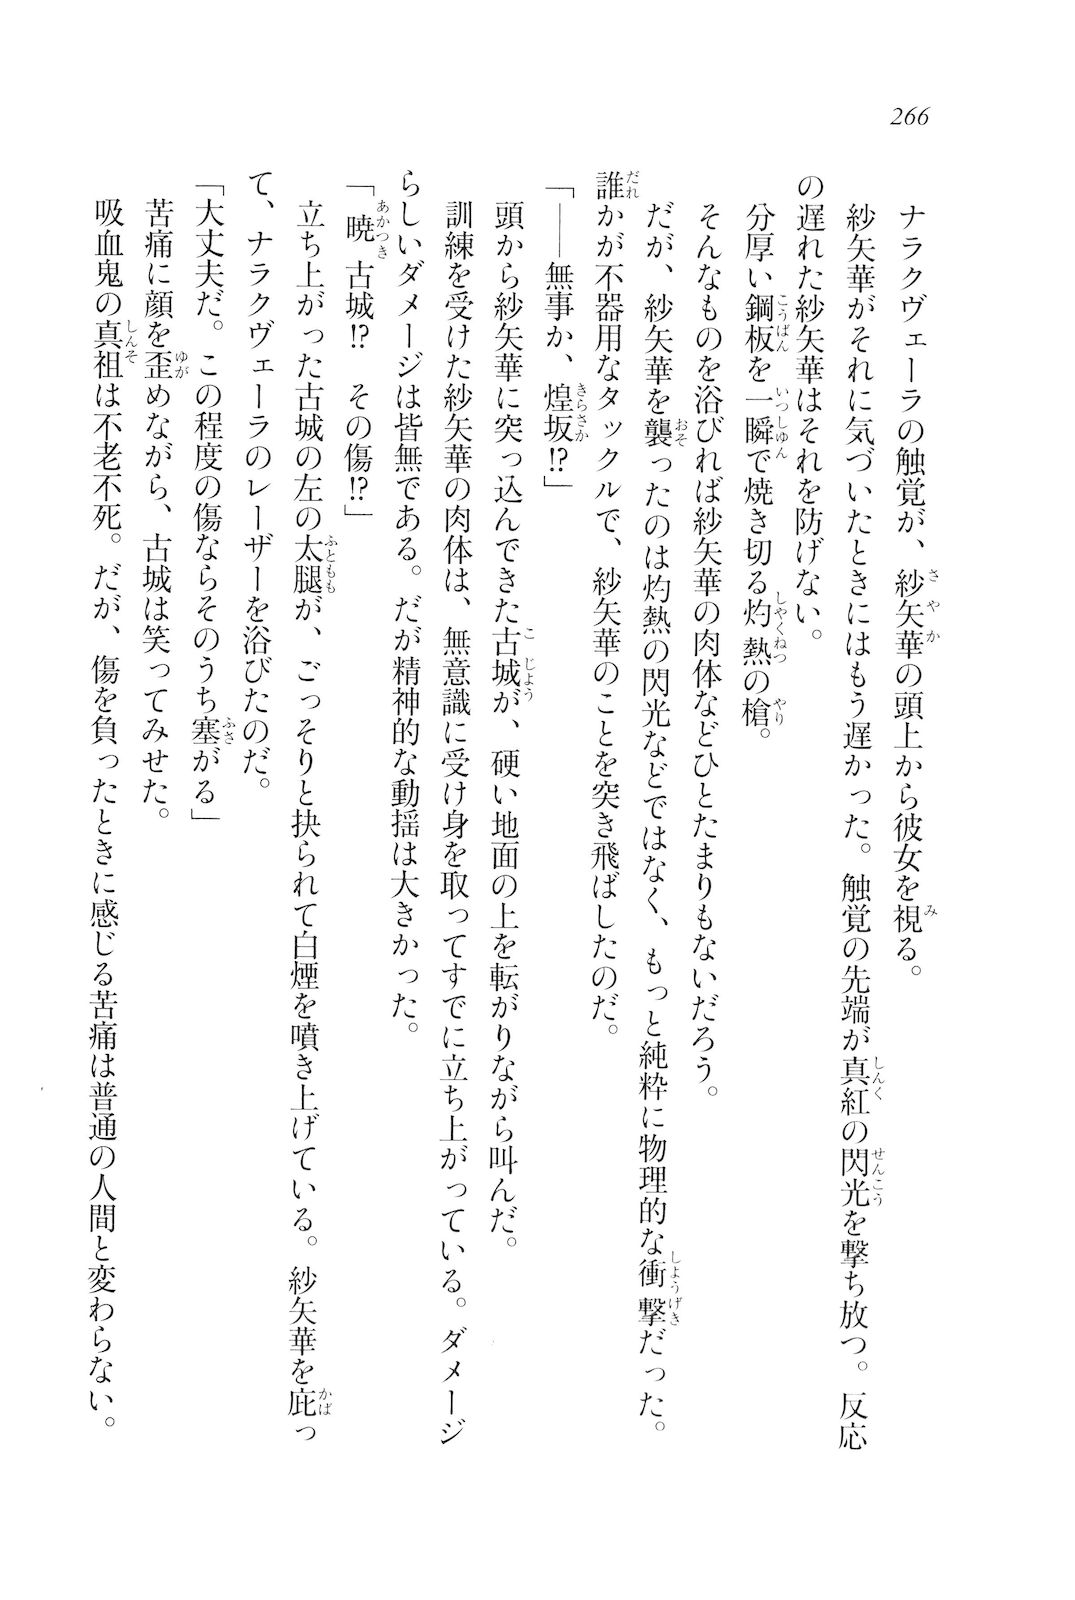 266
ナラクヴェーラの触覚が、紗矢華の頭上から彼女を視る。
紗矢華がそれに気づいたときにはもう遅かった。触覚の先端が真紅の閃光を撃ち放つ。反応
の遅れた紗矢華はそれを防げない。
分厚い鋼板を一瞬で焼き切る灼熱の槍。
そんなものを浴びれば紗矢華の肉体などひとたまりもないだろう。
だが、紗矢華を襲ったのは灼熱の閃光などではなく、もっと純粋に物理的な衝撃だった。
誰かが不器用なタックルで、紗矢華のことを突き飛ばしたのだ。
「――無事か、煌坂!?」
頭から紗矢華に突っ込んできた古城が、硬い地面の上を転がりながら叫んだ。
訓練を受けた紗矢華の肉体は、無意識に受け身を取ってすでに立ち上がっている。ダメージ
らしいダメージは皆無である。だが精神的な動揺は大きかった。
「暁古城!?　その傷!?」
立ち上がった古城の左の太腿が、ごっそりと抉られて白煙を噴き上げている。紗矢華を庇っ
て、ナラクヴェーラのレーザーを浴びたのだ。
「大丈夫だ。この程度の傷ならそのうち塞がる」
苦痛に顔を歪めながら、古城は笑ってみせた。
吸血鬼の真祖は不老不死。だが、傷を負ったときに感じる苦痛は普通の人間と変わらない。